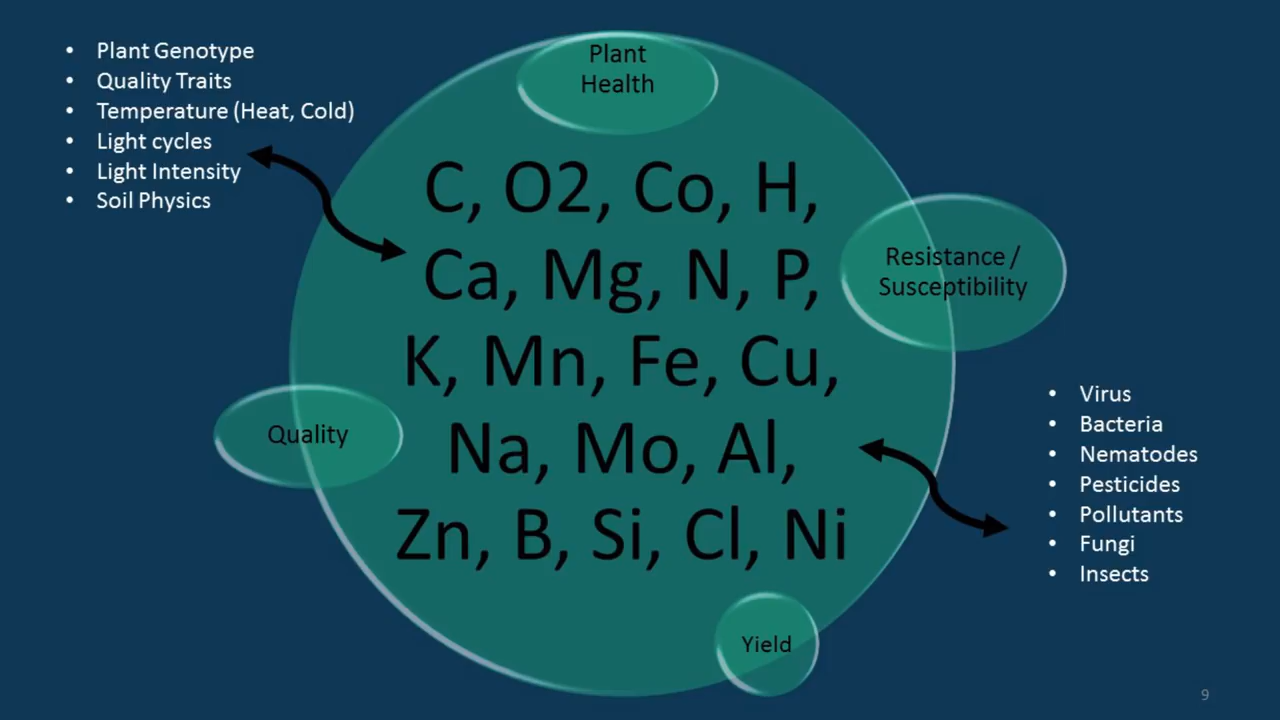 • Plant Genotype
• Quality Traits
• Temperature (Heat, Cold)
• Light cycles
• Light Intensity
• Soil Physics
Plant
Health
C, O2, Co, H,
Ca, Mg, N, P,
K, Mn, Fe, Cu,
Na, Mo, Al,
Zn, B, Si, Cl, Ni
Resistance /
Susceptibility
Quality
Yield
• Virus
• Bacteria
• Nematodes
• Pesticides
• Pollutants
• Fungi
• Insects
9